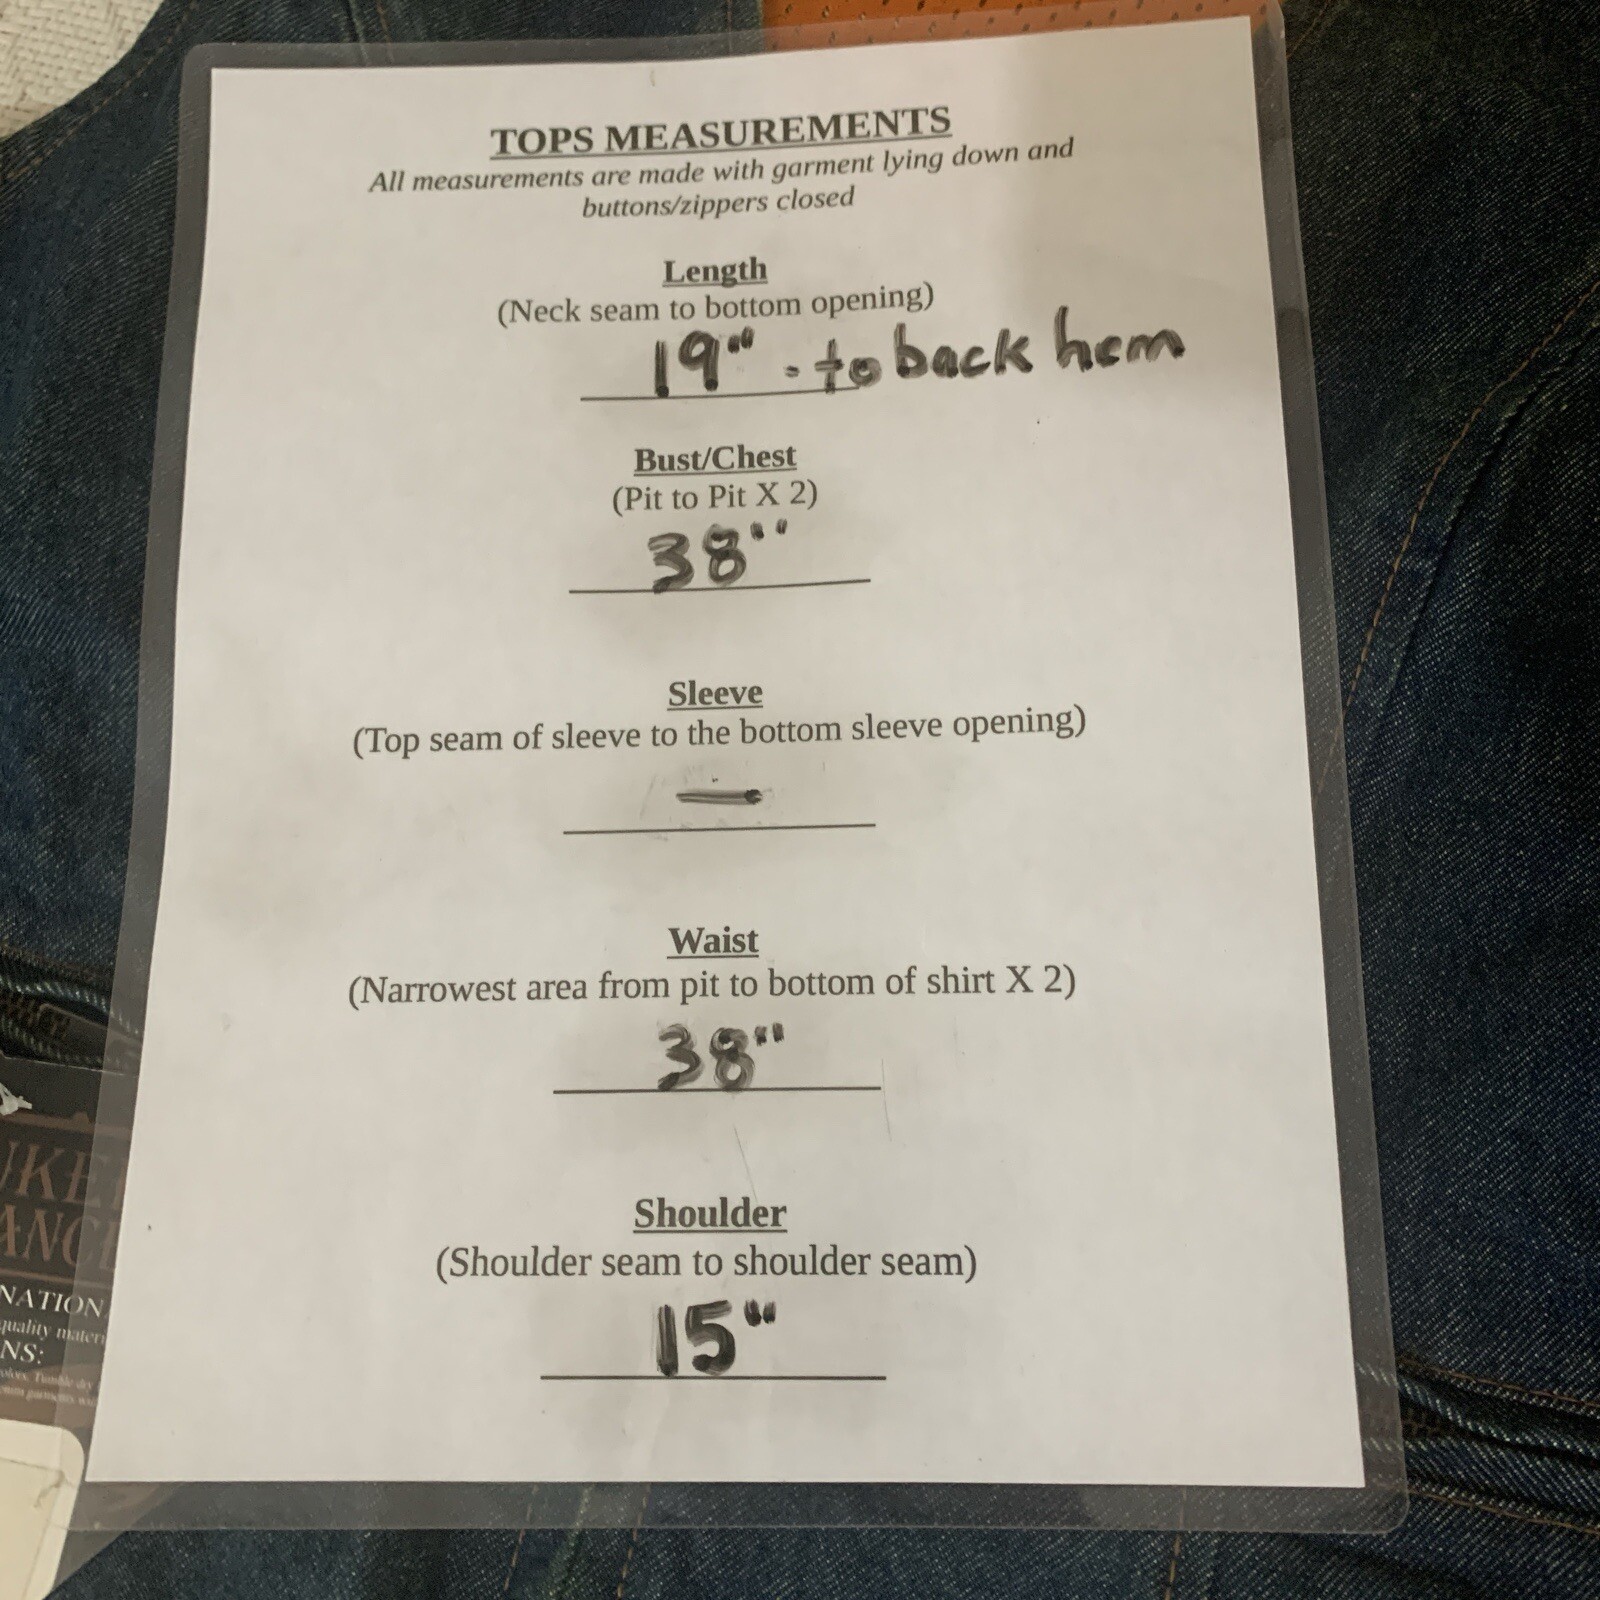 TOPS MEASUREMENTS
All measurements are made with garment lying down and
buttons/zippers closed
Length
(Neck seam to bottom opening)
19" - to back hem
Bust/Chest
(Pit to Pit X 2)
38"
Sleeve
(Top seam of sleeve to the bottom sleeve opening)
—
Waist
(Narrowest area from pit to bottom of shirt X 2)
38"
Shoulder
(Shoulder seam to shoulder seam)
15"
NATION
quality materi
NS: